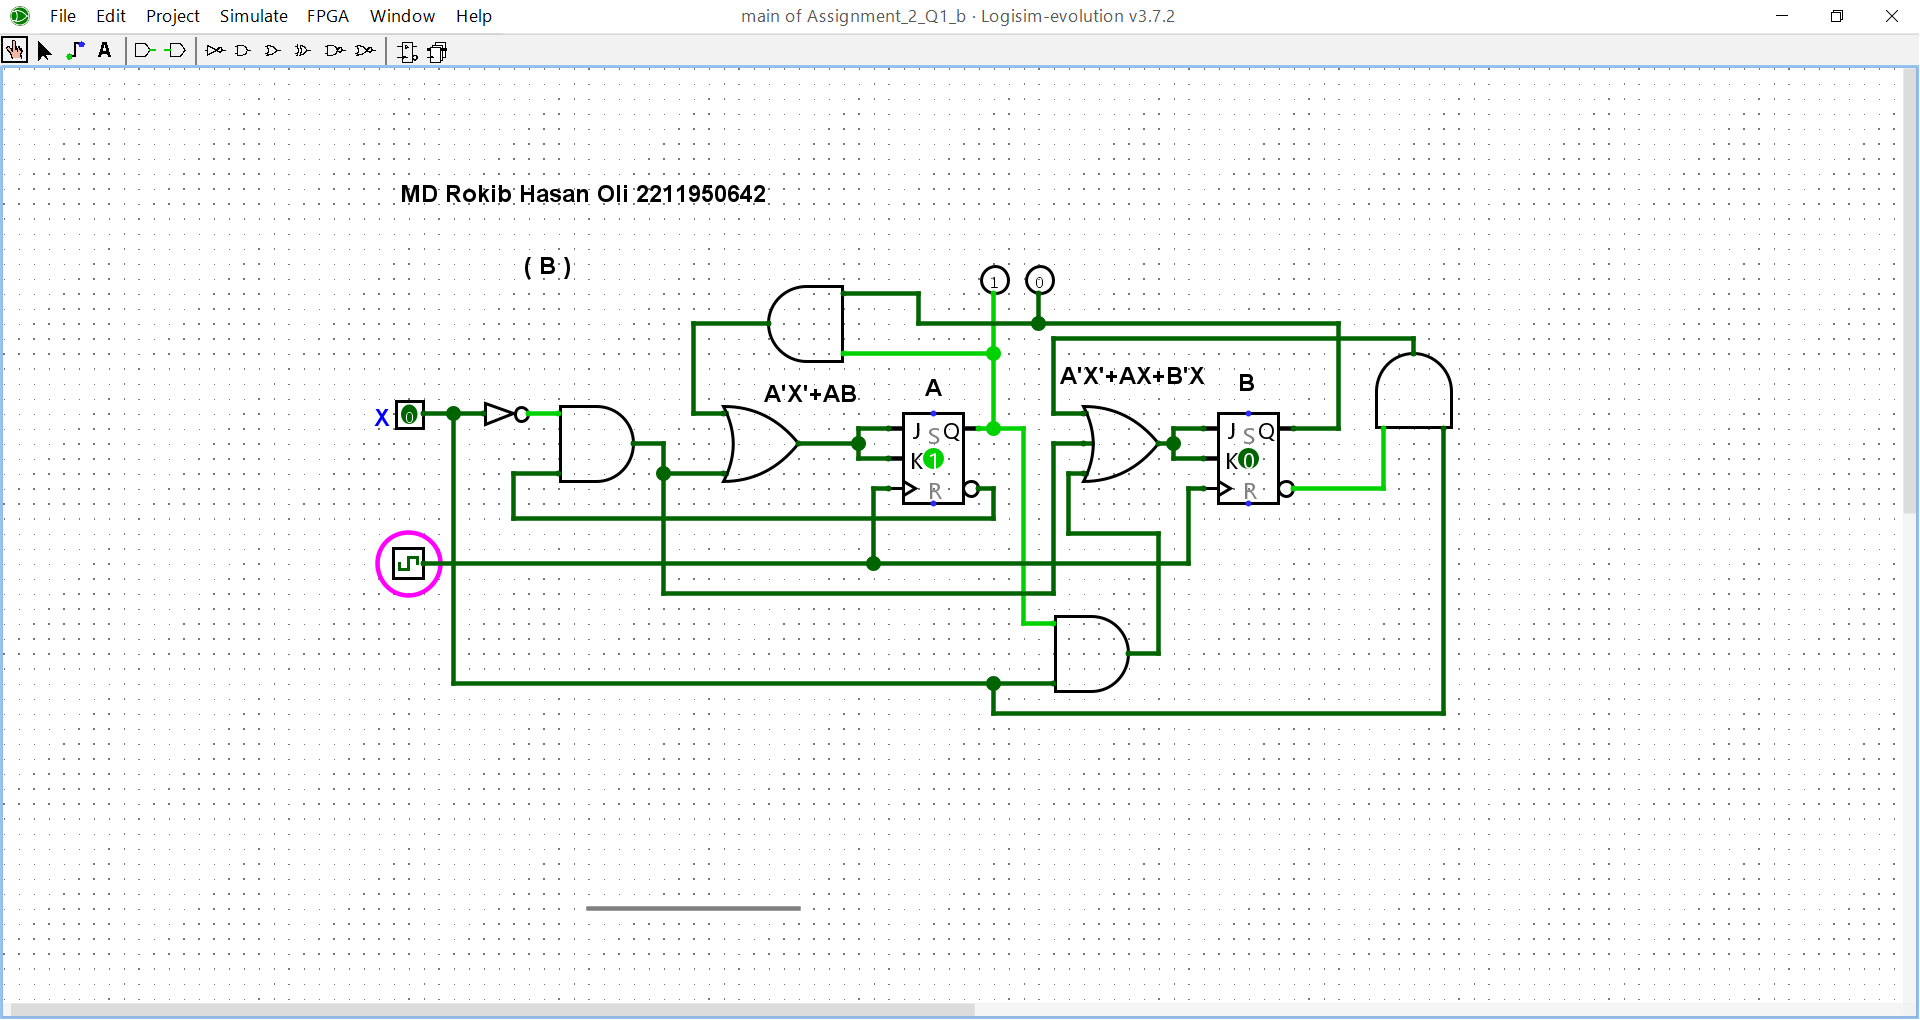 File Edit Project Simulate FPGA Window Help
main of Assignment_2_Q1_b · Logisim-evolution v3.7.2
A
MD Rokib Hasan Oli 2211950642
( B )
1 0
A'X'+AB
A
A'X'+AX+B'X
B
X 0
J S Q
K 1
R
J S Q
K 0
R